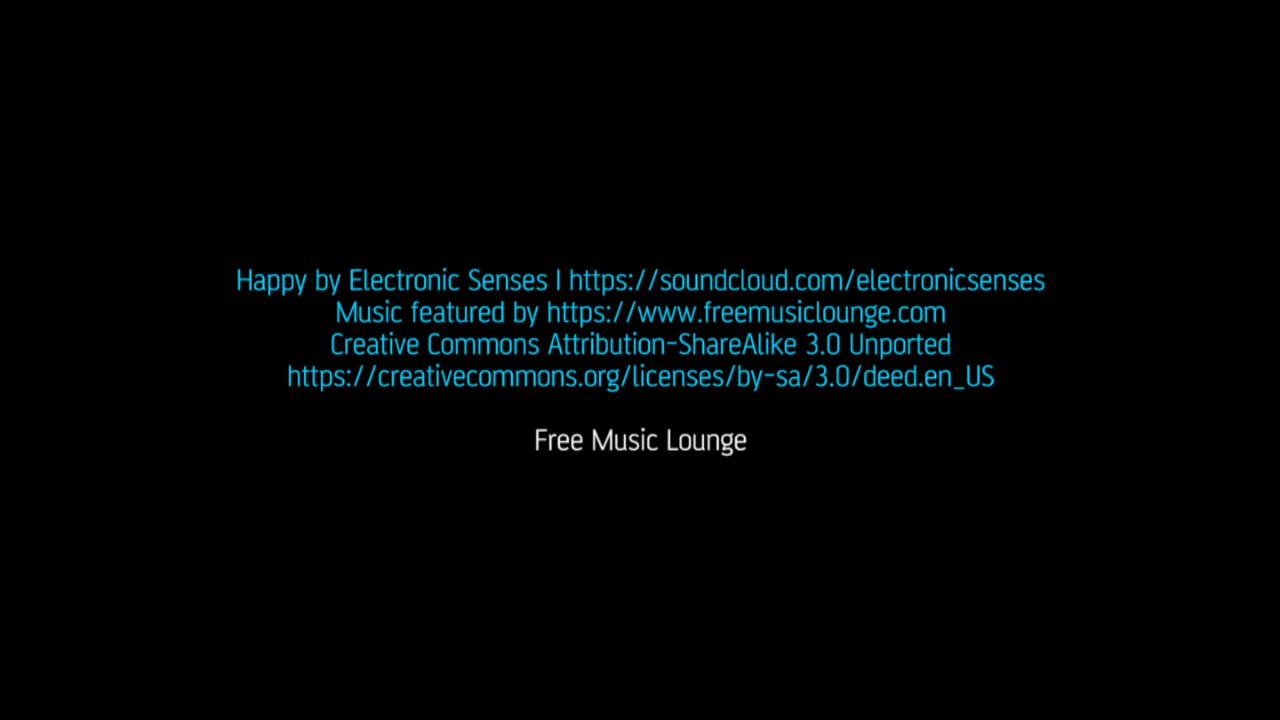 Happy by Electronic Senses | https://soundcloud.com/electronicsenses
Music featured by https://www.freemusiclounge.com
Creative Commons Attribution-ShareAlike 3.0 Unported
https://creativecommons.org/licenses/by-sa/3.0/deed.en_US
Free Music Lounge